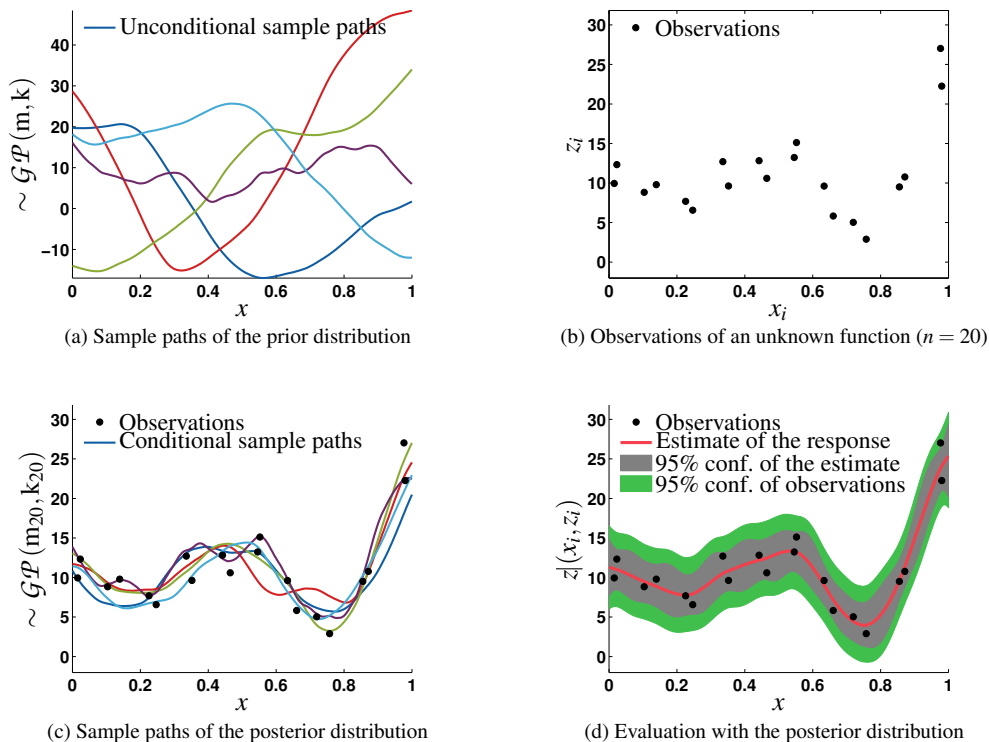 Unconditional sample paths
40
30
20
10
0
−10
0 0.2 0.4 0.6 0.8 1
x
∼ 𝒢𝒫(m, k)
(a) Sample paths of the prior distribution
Observations
30
25
20
15
10
5
0
0 0.2 0.4 0.6 0.8 1
x_i
z_i
(b) Observations of an unknown function (n = 20)
Observations
Conditional sample paths
30
25
20
15
10
5
0
0 0.2 0.4 0.6 0.8 1
x
∼ 𝒢𝒫(m₂₀, k₂₀)
(c) Sample paths of the posterior distribution
Observations
Estimate of the response
95% conf. of the estimate
95% conf. of observations
30
25
20
15
10
5
0
0 0.2 0.4 0.6 0.8 1
x
z|(x_i, z_i)
(d) Evaluation with the posterior distribution